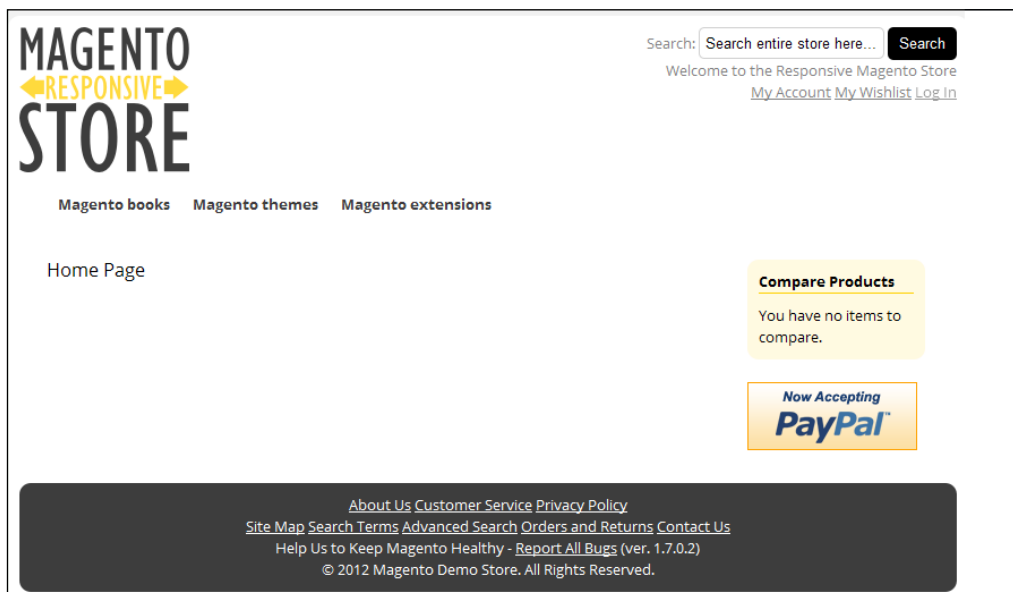 MAGENTO
RESPONSIVE
STORE
Search: Search entire store here... Search
Welcome to the Responsive Magento Store
My Account My Wishlist Log In
Magento books Magento themes Magento extensions
Home Page
Compare Products
You have no items to
compare.
Now Accepting
PayPal™
About Us Customer Service Privacy Policy
Site Map Search Terms Advanced Search Orders and Returns Contact Us
Help Us to Keep Magento Healthy - Report All Bugs (ver. 1.7.0.2)
© 2012 Magento Demo Store. All Rights Reserved.